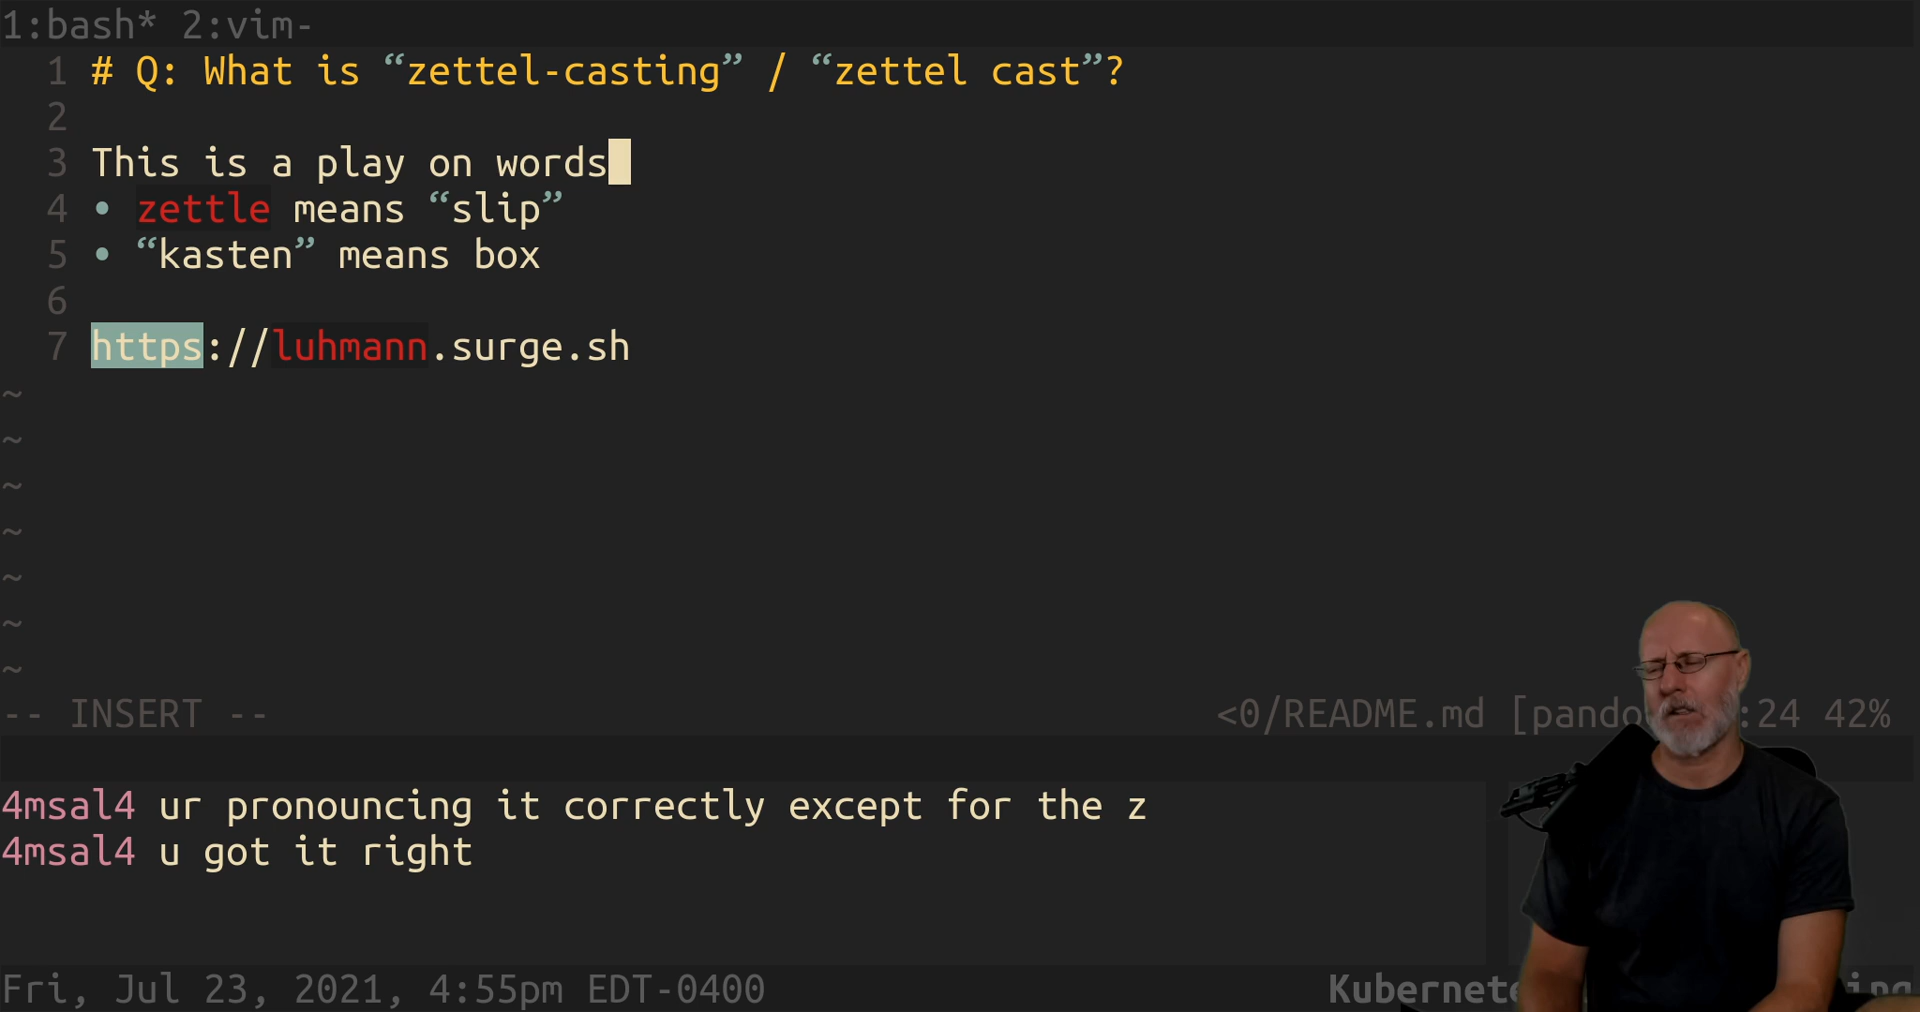 1:bash* 2:vim-
1 # Q: What is “zettel-casting” / “zettel cast”?
2
3 This is a play on words
4 • zettle means “slip”
5 • “kasten” means box
6
7 https://luhmann.surge.sh
~
~
~
~
~
~
~
-- INSERT -- <0/README.md [pando :24 42%
4msal4 ur pronouncing it correctly except for the z
4msal4 u got it right
Fri, Jul 23, 2021, 4:55pm EDT-0400